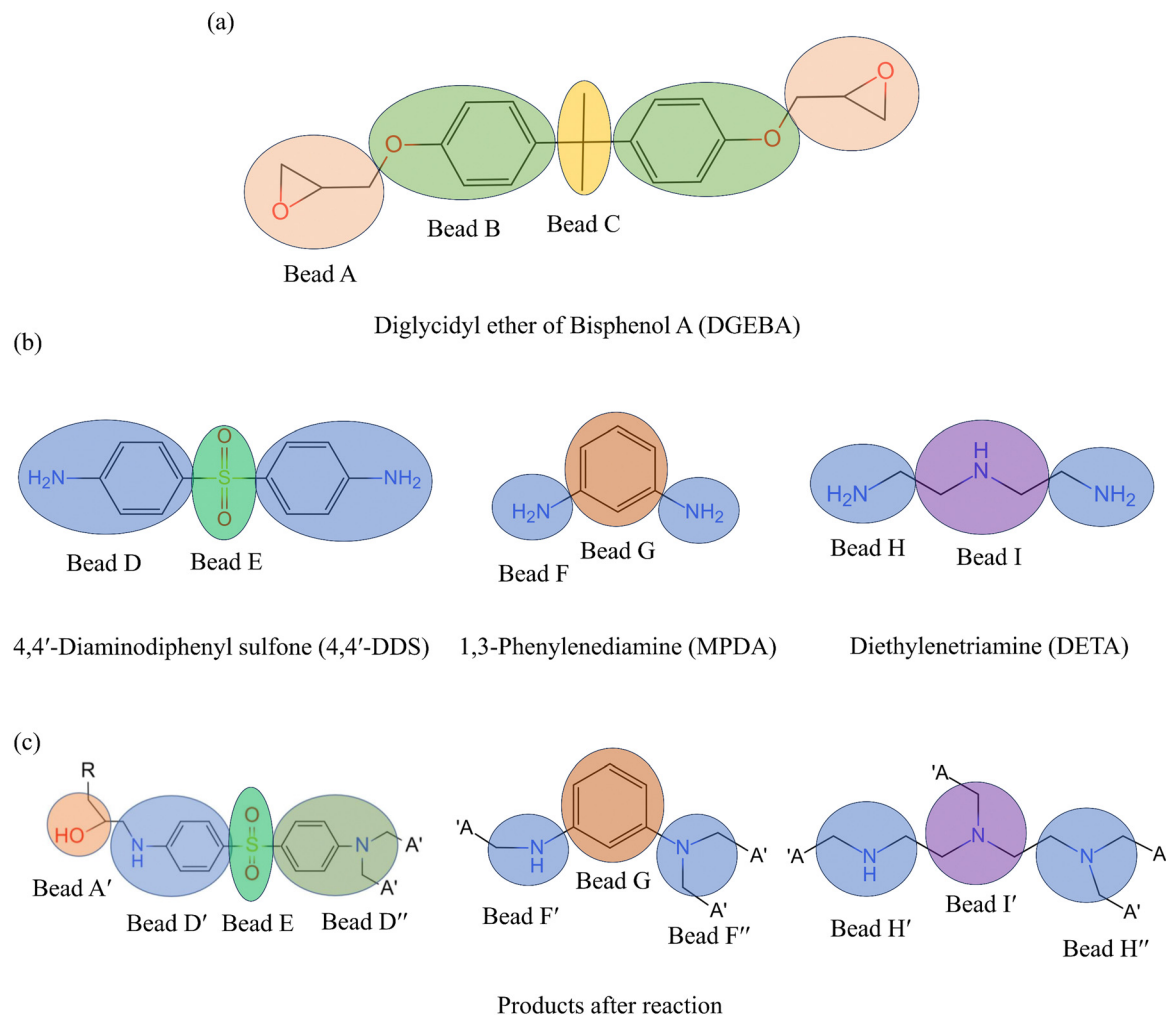 (a)
O
O
O
O
Bead B
Bead C
Bead A
Diglycidyl ether of Bisphenol A (DGEBA)
(b)
O
H₂N
S
NH₂
O
Bead D
Bead E
H₂N
NH₂
Bead F
Bead G
H
N
H₂N
NH₂
Bead H
Bead I
4,4′-Diaminodiphenyl sulfone (4,4′-DDS)
1,3-Phenylenediamine (MPDA)
Diethylenetriamine (DETA)
(c)
R
HO
N
H
O
S
O
N
A'
A'
Bead A′
Bead D′
Bead E
Bead D′′
'A
N
H
N
A'
A'
Bead F′
Bead G
Bead F′′
'A
'A
N
H
N
N
A
A'
Bead H′
Bead I′
Bead H′′
Products after reaction